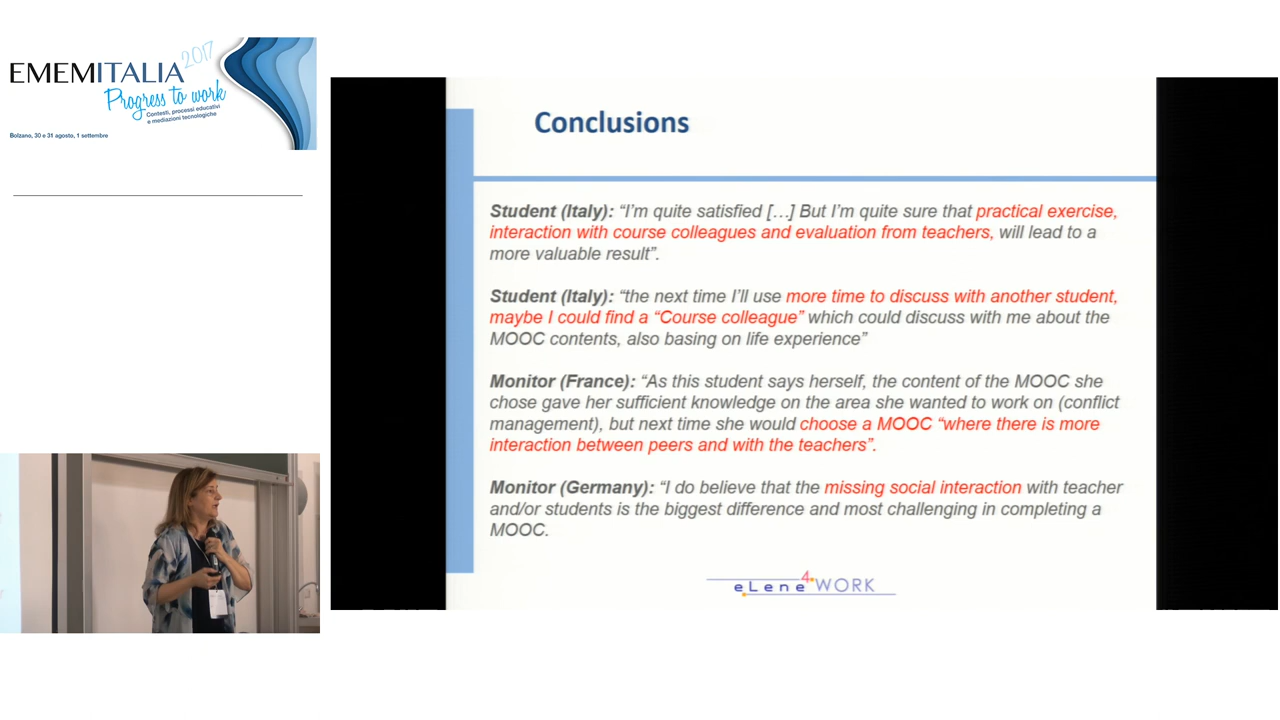 EMEMITALIA 2017
Progress to work
Contesti, processi educativi
e mediazioni tecnologiche
Bolzano, 30 e 31 agosto, 1 settembre
Conclusions
Student (Italy): “I’m quite satisfied […] But I’m quite sure that practical exercise,
interaction with course colleagues and evaluation from teachers, will lead to a
more valuable result”.
Student (Italy): “the next time I’ll use more time to discuss with another student,
maybe I could find a “Course colleague” which could discuss with me about the
MOOC contents, also basing on life experience”
Monitor (France): “As this student says herself, the content of the MOOC she
chose gave her sufficient knowledge on the area she wanted to work on (conflict
management), but next time she would choose a MOOC “where there is more
interaction between peers and with the teachers”.
Monitor (Germany): “I do believe that the missing social interaction with teacher
and/or students is the biggest difference and most challenging in completing a
MOOC.
eLene4WORK